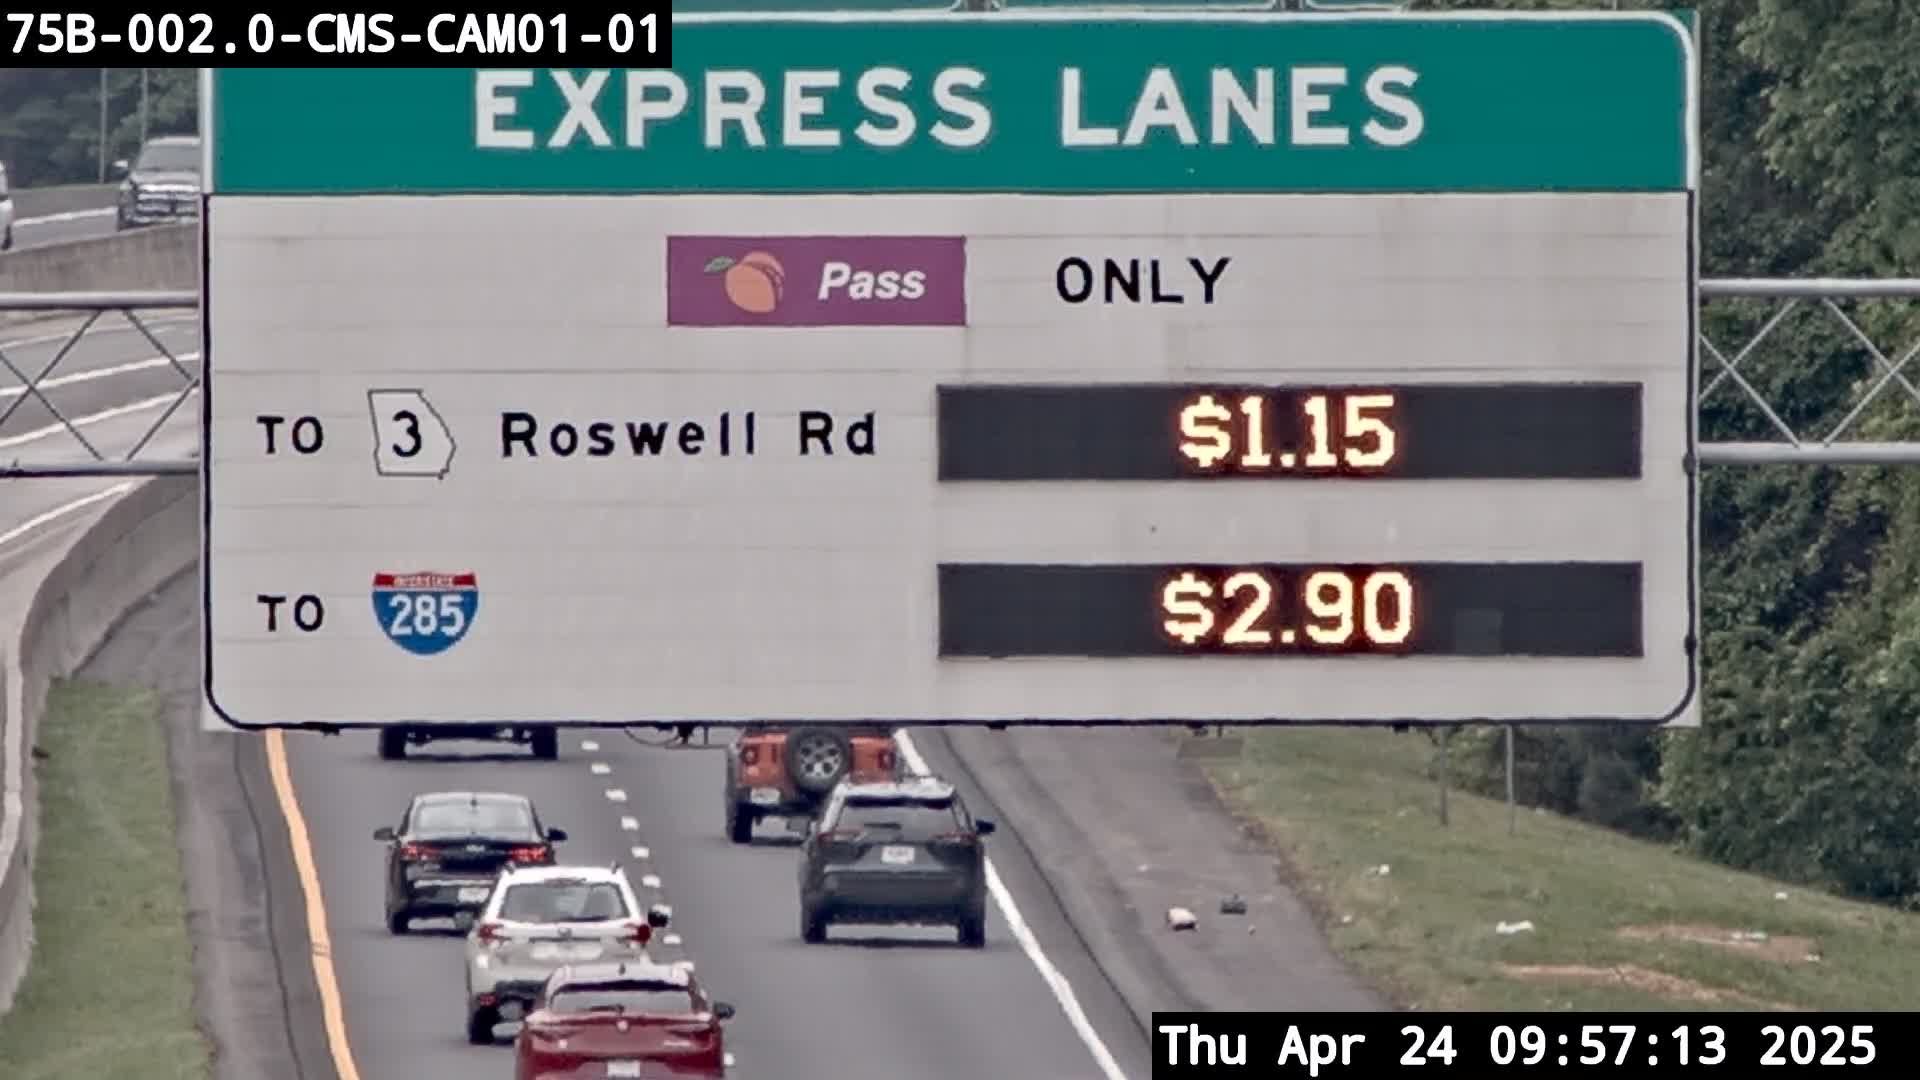 75B-002.0-CMS-CAM01-01
EXPRESS LANES
Pass ONLY
TO 3 Roswell Rd $1.15
INTERSTATE
TO 285 $2.90
Thu Apr 24 09:57:13 2025